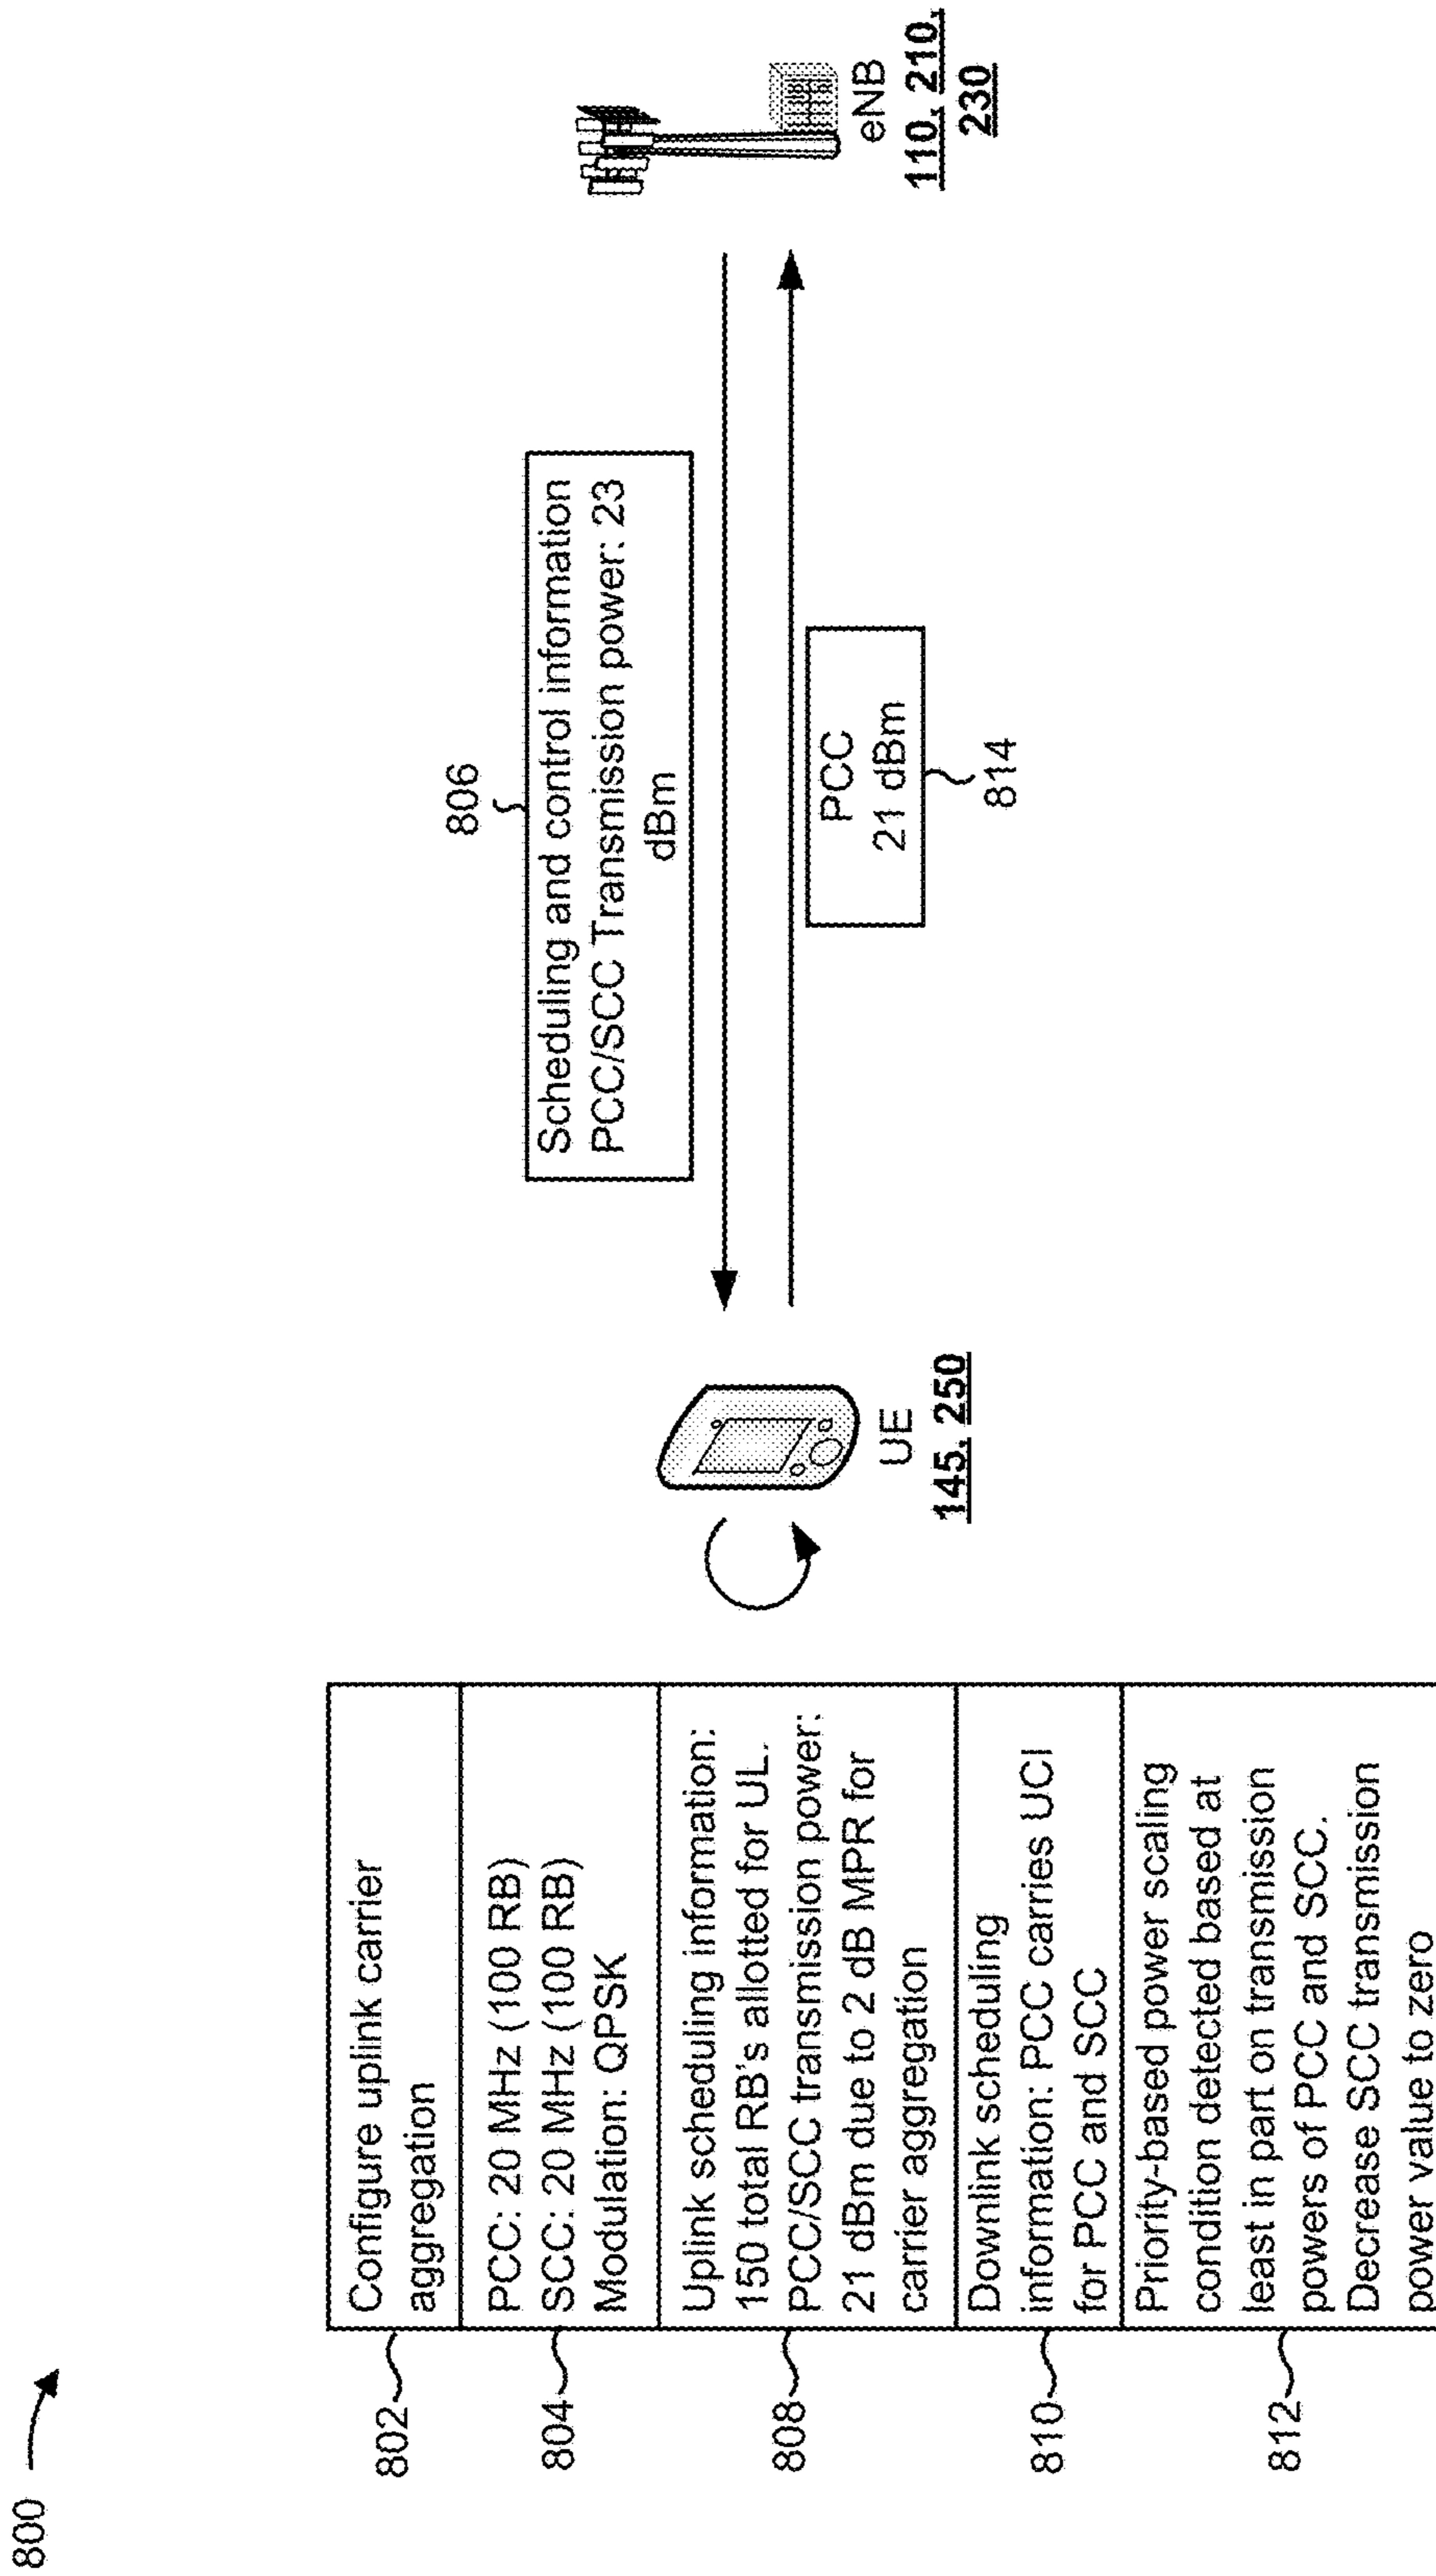 800
802
Configure uplink carrier
aggregation
804
PCC: 20 MHz (100 RB)
SCC: 20 MHz (100 RB)
Modulation: QPSK
808
Uplink scheduling information:
150 total RB's allotted for UL.
PCC/SCC transmission power:
21 dBm due to 2 dB MPR for
carrier aggregation
810
Downlink scheduling
information: PCC carries UCI
for PCC and SCC
812
Priority-based power scaling
condition detected based at
least in part on transmission
powers of PCC and SCC.
Decrease SCC transmission
power value to zero
UE
145, 250
806
Scheduling and control information
PCC/SCC Transmission power: 23
dBm
PCC
21 dBm
814
eNB
110, 210,
230